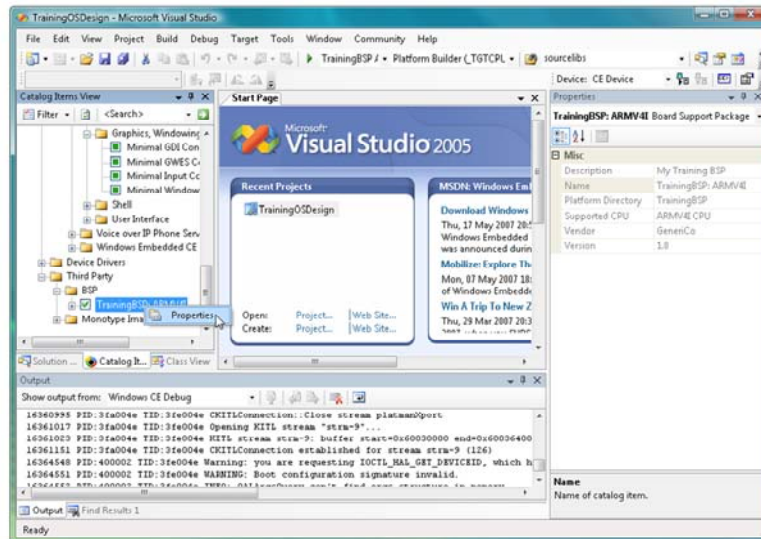 TrainingOSDesign - Microsoft Visual Studio
File Edit View Project Build Debug Target Tools Window Community Help
TrainingBSP Platform Builder (_TGTCPL sourcelibs
Device: CE Device
Catalog Items View
Filter <Search>
Graphics, Windowing
Minimal GDI Con
Minimal GWES C
Minimal Input Co
Minimal Window
Shell
User Interface
Voice over IP Phone Serv
Windows Embedded CE
Device Drivers
Third Party
BSP
TrainingBSP: ARMV4I
Monotype Ima
Properties
Solution ... Catalog It... Class View
Start Page
Microsoft
Visual Studio 2005
Recent Projects
TrainingOSDesign
Open: Project... Web Site...
Create: Project... Web Site...
MSDN: Windows Em
Download Windows
Thu, 17 May 2007 20:
Windows Embedded
was announced durin
Mobilize: Explore Th
Mon, 07 May 2007 18:
of Windows Embedd
Win A Trip To New Z
Thu, 29 Mar 2007 20:3
Properties
TrainingBSP: ARMV4I Board Support Package
Misc
Description My Training BSP
Name TrainingBSP: ARMV4I
Platform Directory TrainingBSP
Supported CPU ARMV4I CPU
Vendor GeneriCo
Version 1.0
Name
Name of catalog item.
Output
Show output from: Windows CE Debug
16360995 PID:3fa004e TID:3fe004e CKITLConnection::Close stream platmanXport
16361017 PID:3fa004e TID:3fe004e Opening KITL stream "strm-9"...
16361023 PID:3fa004e TID:3fe004e KITL stream strm-9: buffer start=0x60030000 end=0x60036400
16361151 PID:3fa004e TID:3fe004e CKITLConnection established for stream strm-9 (126)
16364548 PID:400002 TID:3fe004e Warning: you are requesting IOCTL_HAL_GET_DEVICEID, which h
16364551 PID:400002 TID:3fe004e WARNING: Boot configuration signature invalid.
Output Find Results 1
Ready